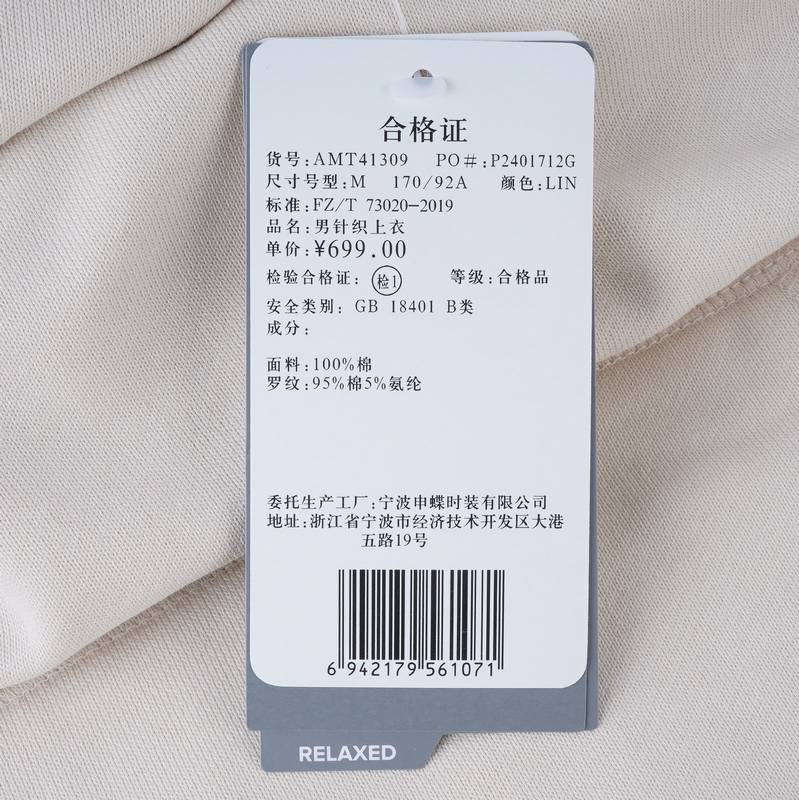 合格证
货号:AMT41309 PO#:P2401712G
尺寸号型:M 170/92A 颜色:LIN
标准:FZ/T 73020-2019
品名:男针织上衣
单价:¥699.00
检验合格证: 检1 等级:合格品
安全类别: GB 18401 B类
成分:
面料:100%棉
罗纹:95%棉5%氨纶
委托生产工厂:宁波申蝶时装有限公司
地址:浙江省宁波市经济技术开发区大港
五路19号
6 942179 561071
RELAXED